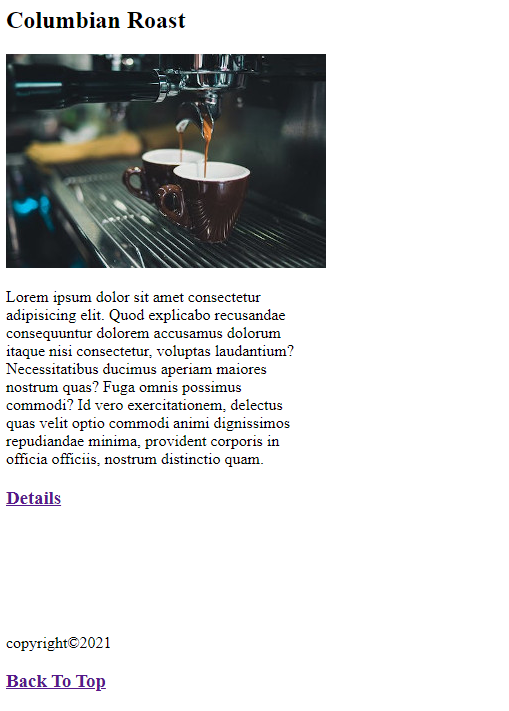 Columbian Roast
Lorem ipsum dolor sit amet consectetur
adipisicing elit. Quod explicabo recusandae
consequuntur dolorem accusamus dolorum
itaque nisi consectetur, voluptas laudantium?
Necessitatibus ducimus aperiam maiores
nostrum quas? Fuga omnis possimus
commodi? Id vero exercitationem, delectus
quas velit optio commodi animi dignissimos
repudiandae minima, provident corporis in
officia officiis, nostrum distinctio quam.
Details
copyright©2021
Back To Top